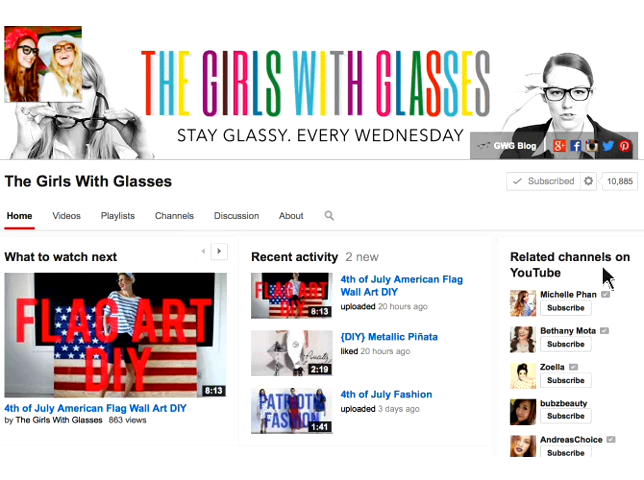 THE GIRLS WITH GLASSES
STAY GLASSY. EVERY WEDNESDAY
GWG Blog
The Girls With Glasses
Subscribed
10,885
Home Videos Playlists Channels Discussion About
What to watch next
FLAG ART
DIY
8:13
4th of July American Flag Wall Art DIY
by The Girls With Glasses 863 views
Recent activity 2 new
FLAG ART
DIY
8:13
4th of July American Flag
Wall Art DIY
uploaded 20 hours ago
2:19
{DIY} Metallic Piñata
liked 20 hours ago
PATRIOTIC
FASHION
1:41
4th of July Fashion
uploaded 3 days ago
Related channels on
YouTube
Michelle Phan
Subscribe
Bethany Mota
Subscribe
Zoella
Subscribe
bubzbeauty
Subscribe
AndreasChoice
Subscribe